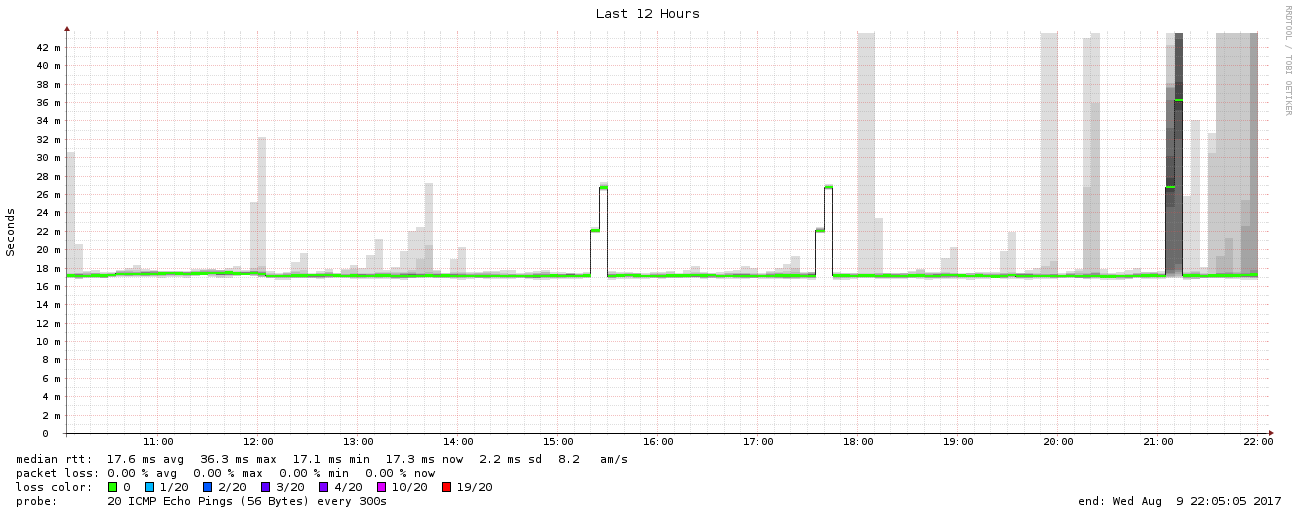 Last 12 Hours
RRDTOOL / TOBI OETIKER
Seconds
42 m
40 m
38 m
36 m
34 m
32 m
30 m
28 m
26 m
24 m
22 m
20 m
18 m
16 m
14 m
12 m
10 m
8 m
6 m
4 m
2 m
0
11:00 12:00 13:00 14:00 15:00 16:00 17:00 18:00 19:00 20:00 21:00 22:00
median rtt: 17.6 ms avg 36.3 ms max 17.1 ms min 17.3 ms now 2.2 ms sd 8.2 am/s
packet loss: 0.00 % avg 0.00 % max 0.00 % min 0.00 % now
loss color: 0 1/20 2/20 3/20 4/20 10/20 19/20
probe: 20 ICMP Echo Pings (56 Bytes) every 300s end: Wed Aug 9 22:05:05 2017